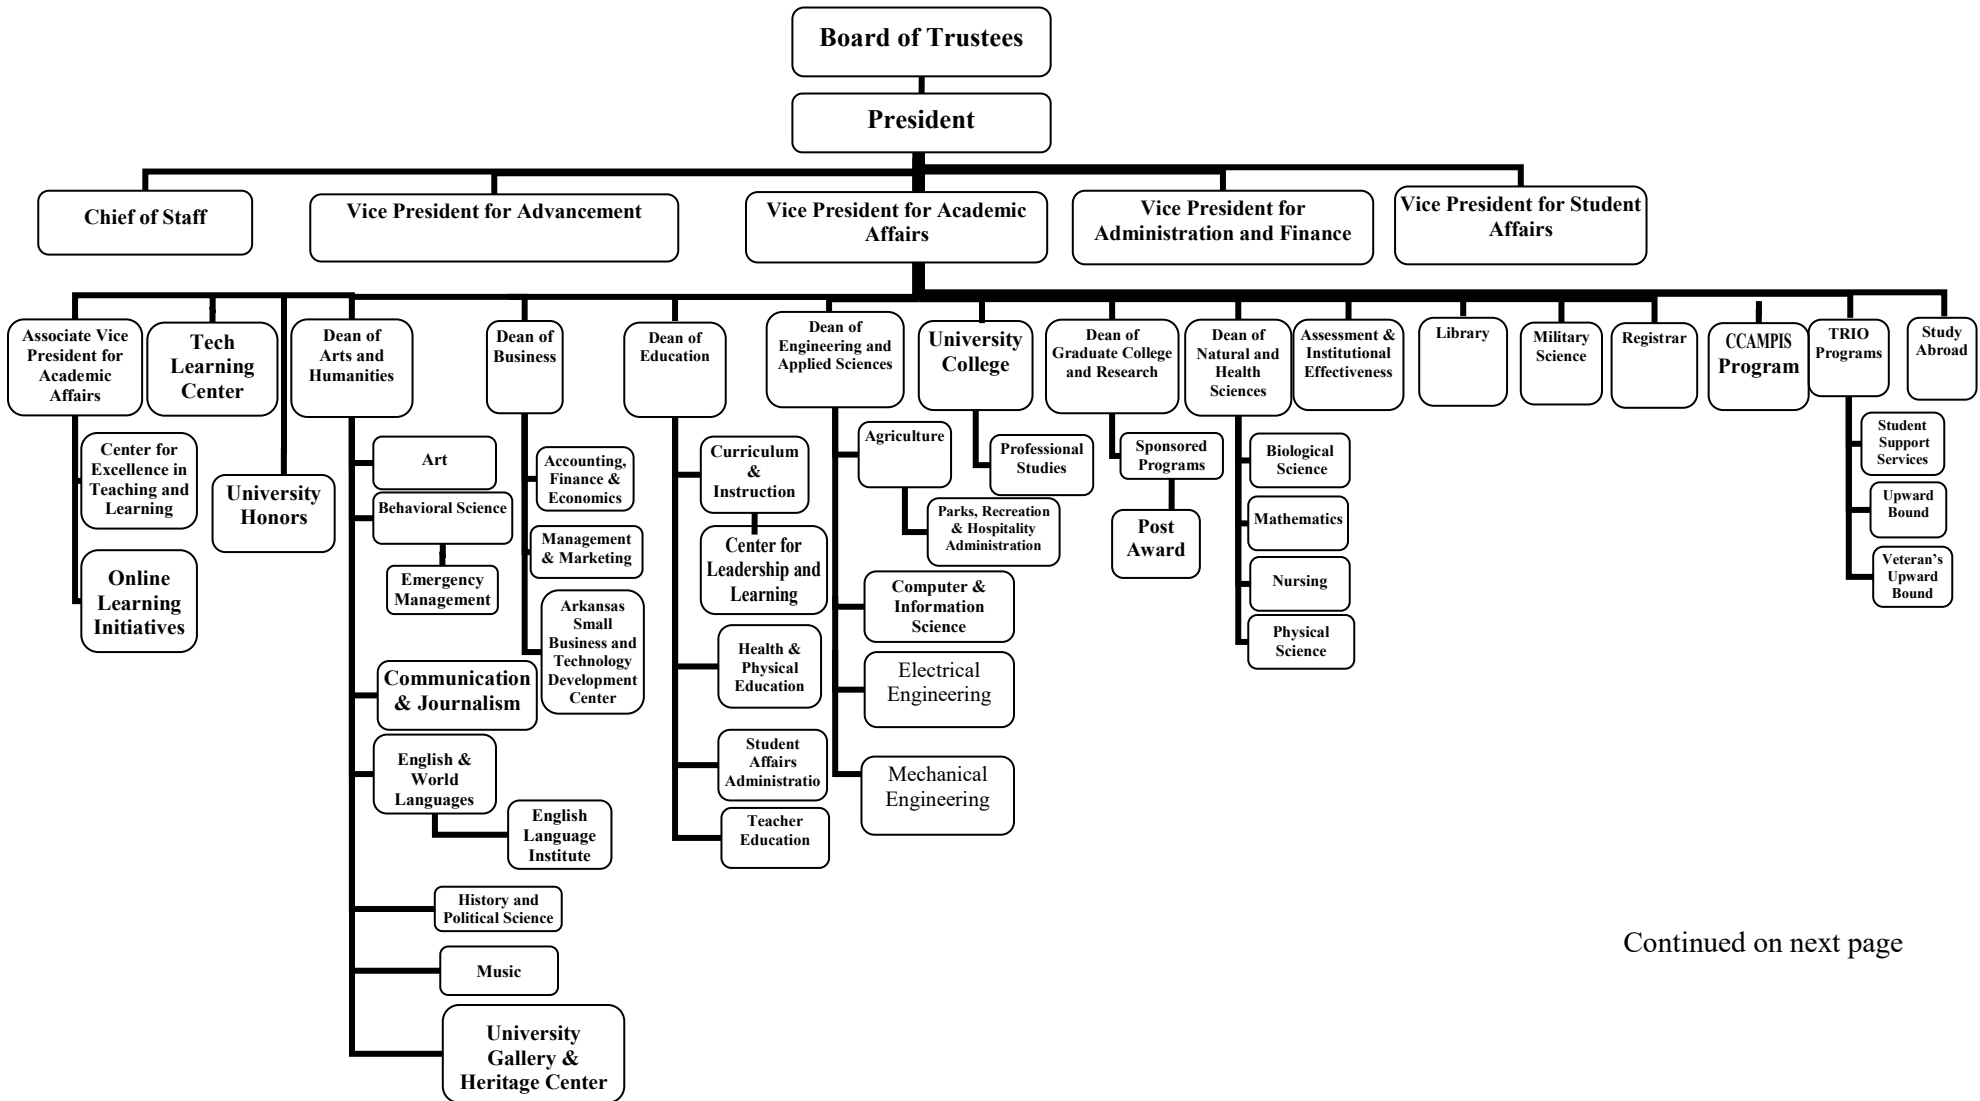 Board of Trustees
President
Chief of Staff
Vice President for Advancement
Vice President for Academic
Affairs
Vice President for
Administration and Finance
Vice President for Student
Affairs
Associate Vice
President for
Academic
Affairs
Tech
Learning
Center
Dean of
Arts and
Humanities
Dean of
Business
Dean of
Education
Dean of
Engineering and
Applied Sciences
University
College
Dean of
Graduate College
and Research
Dean of
Natural and
Health
Sciences
Assessment &
Institutional
Effectiveness
Library
Military
Science
Registrar
CCAMPIS
Program
TRIO
Programs
Study
Abroad
Center for
Excellence in
Teaching and
Learning
Online
Learning
Initiatives
University
Honors
Art
Behavioral Science
Emergency
Management
Communication
& Journalism
English &
World
Languages
English
Language
Institute
History and
Political Science
Music
University
Gallery &
Heritage Center
Accounting,
Finance &
Economics
Management
& Marketing
Arkansas
Small
Business and
Technology
Development
Center
Curriculum
&
Instruction
Center for
Leadership and
Learning
Health &
Physical
Education
Student
Affairs
Administratio
Teacher
Education
Agriculture
Parks, Recreation
& Hospitality
Administration
Computer &
Information
Science
Electrical
Engineering
Mechanical
Engineering
Professional
Studies
Sponsored
Programs
Post
Award
Biological
Science
Mathematics
Nursing
Physical
Science
Student
Support
Services
Upward
Bound
Veteran's
Upward
Bound
Continued on next page